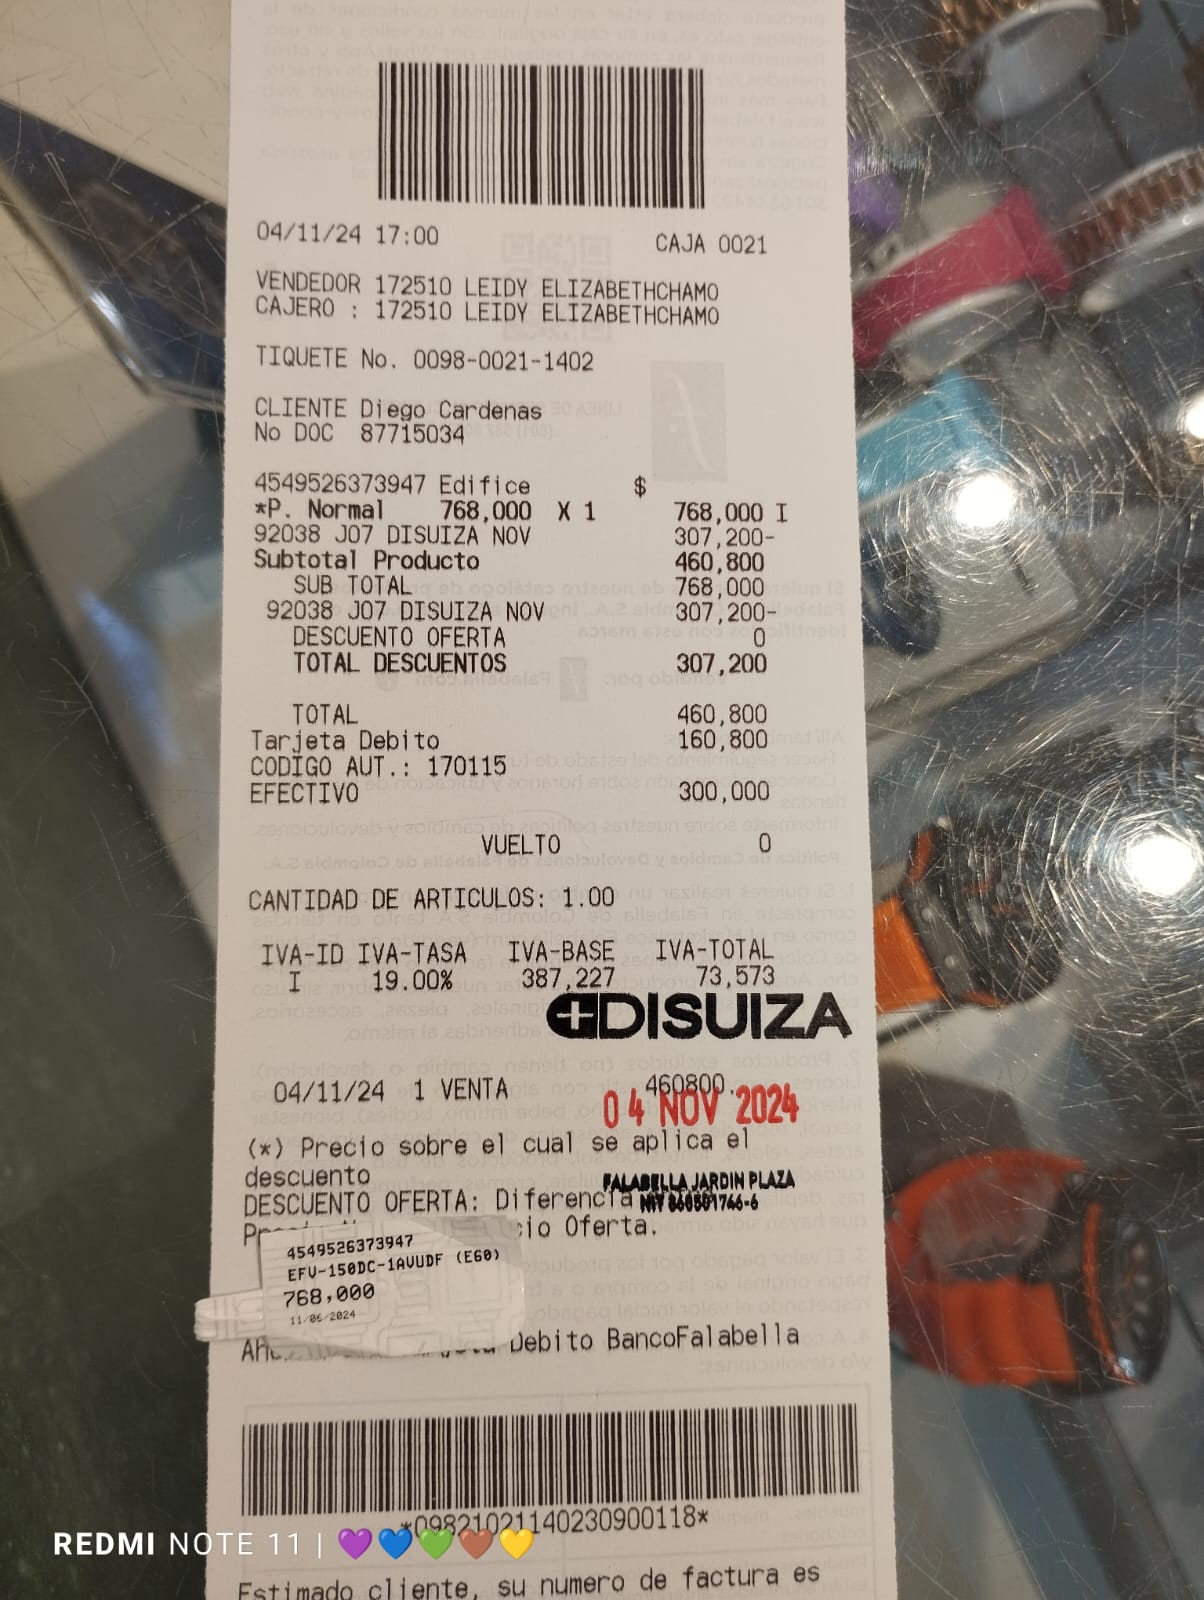 04/11/24 17:00 CAJA 0021
VENDEDOR 172510 LEIDY ELIZABETHCHAMO
CAJERO : 172510 LEIDY ELIZABETHCHAMO
TIQUETE No. 0098-0021-1402
CLIENTE Diego Cardenas
No DOC 87715034
4549526373947 Edifice $
*P. Normal 768,000 X 1 768,000 I
92038 J07 DISUIZA NOV 307,200-
Subtotal Producto 460,800
SUB TOTAL 768,000
92038 J07 DISUIZA NOV 307,200-
DESCUENTO OFERTA 0
TOTAL DESCUENTOS 307,200
TOTAL 460,800
Tarjeta Debito 160,800
CODIGO AUT.: 170115
EFECTIVO 300,000
VUELTO 0
CANTIDAD DE ARTICULOS: 1.00
IVA-ID IVA-TASA IVA-BASE IVA-TOTAL
I 19.00% 387,227 73,573
DISUIZA
04/11/24 1 VENTA 460800.
04 NOV 2024
(*) Precio sobre el cual se aplica el
descuento
FALABELLA JARDIN PLAZA
DESCUENTO OFERTA: Diferencia
NIT 860501766-6
Oferta.
4549526373947
EFV-150DC-1AVUDF (E60)
768,000
11/06/2024
Debito BancoFalabella
*09821021140230900118*
REDMI NOTE 11 |
Estimado cliente, su numero de factura es